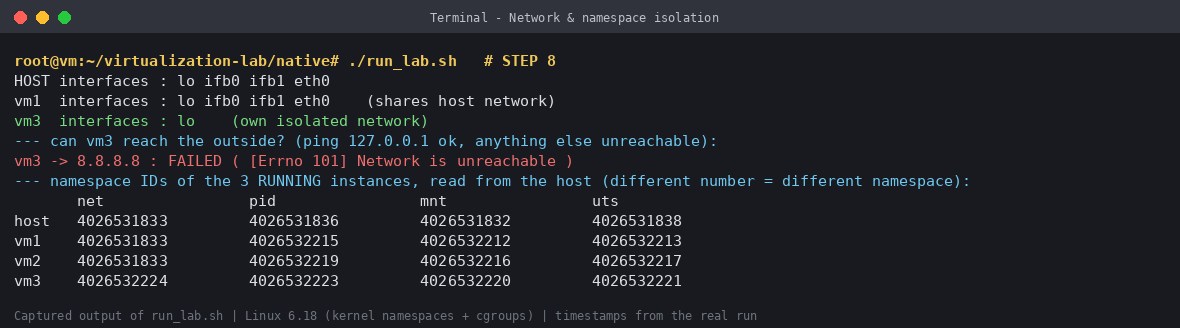 Terminal - Network & namespace isolation
root@vm:~/virtualization-lab/native# ./run_lab.sh   # STEP 8
HOST interfaces : lo ifb0 ifb1 eth0
vm1  interfaces : lo ifb0 ifb1 eth0    (shares host network)
vm3  interfaces : lo    (own isolated network)
--- can vm3 reach the outside? (ping 127.0.0.1 ok, anything else unreachable):
vm3 -> 8.8.8.8 : FAILED ( [Errno 101] Network is unreachable )
--- namespace IDs of the 3 RUNNING instances, read from the host (different number = different namespace):
       net                pid                mnt                uts
host   4026531833         4026531836         4026531832         4026531838
vm1    4026531833         4026532215         4026532212         4026532213
vm2    4026531833         4026532219         4026532216         4026532217
vm3    4026532224         4026532223         4026532220         4026532221
Captured output of run_lab.sh | Linux 6.18 (kernel namespaces + cgroups) | timestamps from the real run